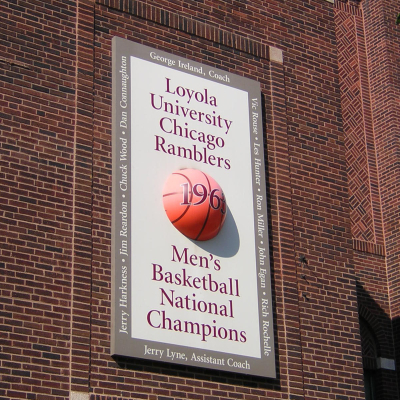 George Ireland, Coach
Loyola
University
Chicago
Ramblers
196
Men's
Basketball
National
Champions
Jerry Harkness • Jim Reardon • Chuck Wood • Dan Connaughton
Vic Rouse • Les Hunter • Ron Miller • John Egan • Rich Rochelle
Jerry Lyne, Assistant Coach